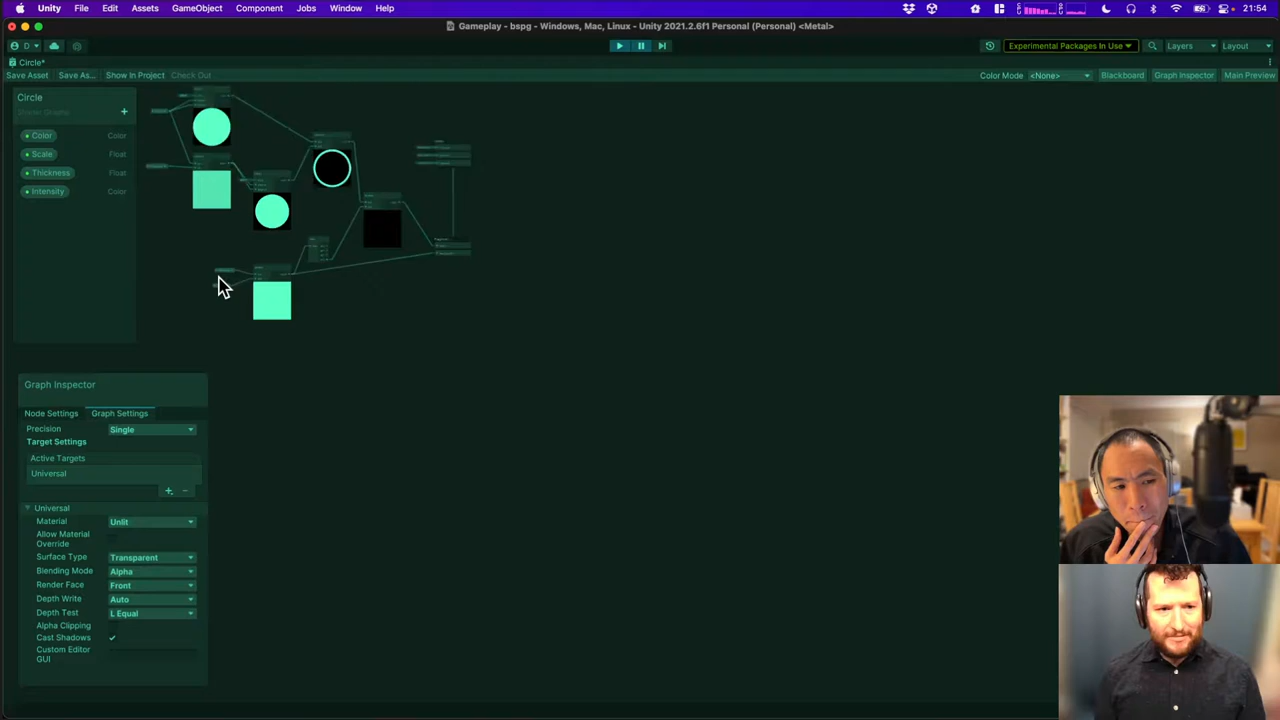 Unity File Edit Assets GameObject Component Jobs Window Help 21:54
Gameplay - bspg - Windows, Mac, Linux - Unity 2021.2.6f1 Personal (Personal) <Metal>
D Experimental Packages In Use Layers Layout
Circle*
Save Asset Save As... Show In Project Check Out Color Mode <None> Blackboard Graph Inspector Main Preview
Circle
Shader Graphs
Color Color
Scale Float
Thickness Float
Intensity Color
Graph Inspector
Node Settings Graph Settings
Precision Single
Target Settings
Active Targets
Universal
Universal
Material Unlit
Allow Material
Override
Surface Type Transparent
Blending Mode Alpha
Render Face Front
Depth Write Auto
Depth Test L Equal
Alpha Clipping
Cast Shadows
Custom Editor
GUI